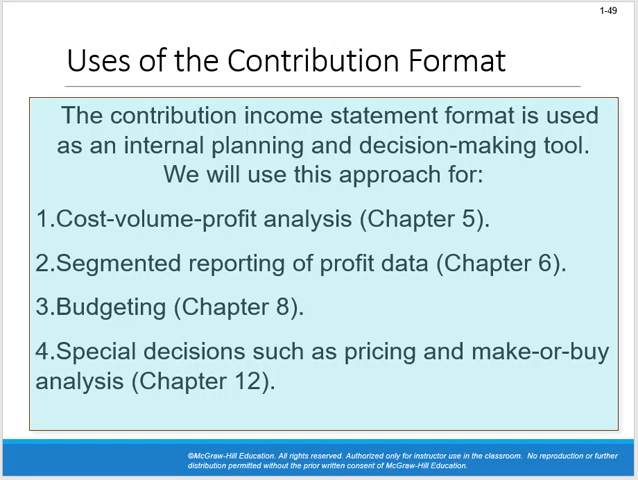 1-49
Uses of the Contribution Format
The contribution income statement format is used
as an internal planning and decision-making tool.
We will use this approach for:
1.Cost-volume-profit analysis (Chapter 5).
2.Segmented reporting of profit data (Chapter 6).
3.Budgeting (Chapter 8).
4.Special decisions such as pricing and make-or-buy
analysis (Chapter 12).
©McGraw-Hill Education. All rights reserved. Authorized only for instructor use in the classroom. No reproduction or further
distribution permitted without the prior written consent of McGraw-Hill Education.